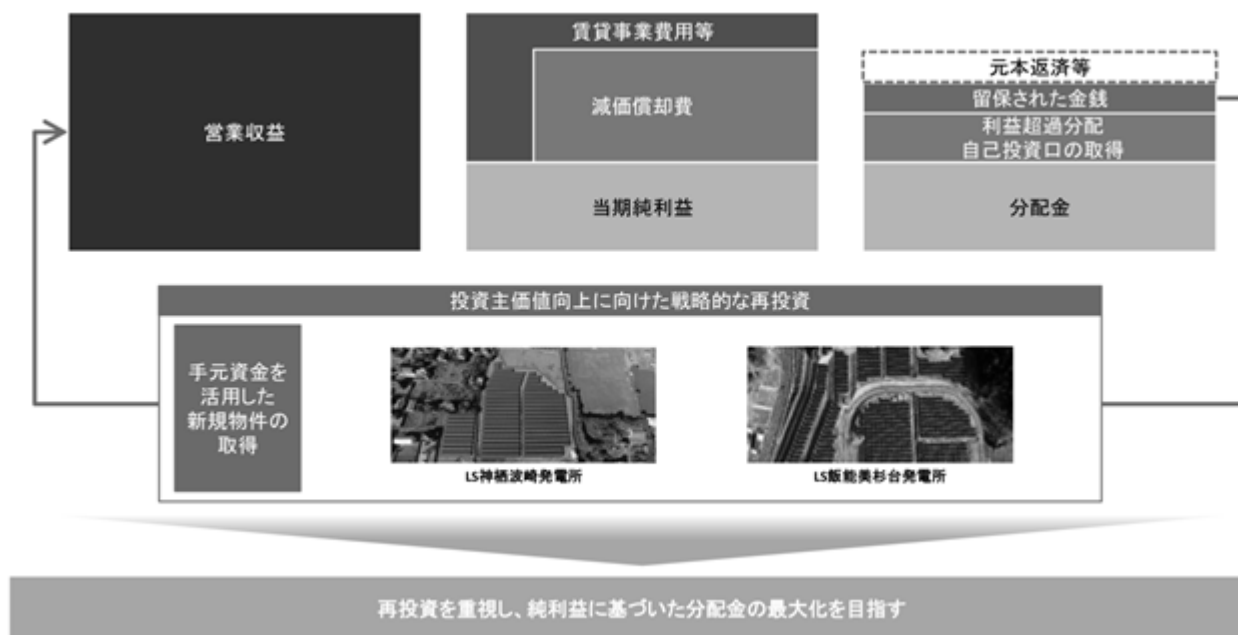 営業収益
賃貸事業費用等
減価償却費
当期純利益
元本返済等
留保された金銭
利益超過分配
自己投資口の取得
分配金
投資主価値向上に向けた戦略的な再投資
手元資金を
活用した
新規物件の
取得
LS神栖波崎発電所
LS飯能美杉台発電所
再投資を重視し、純利益に基づいた分配金の最大化を目指す